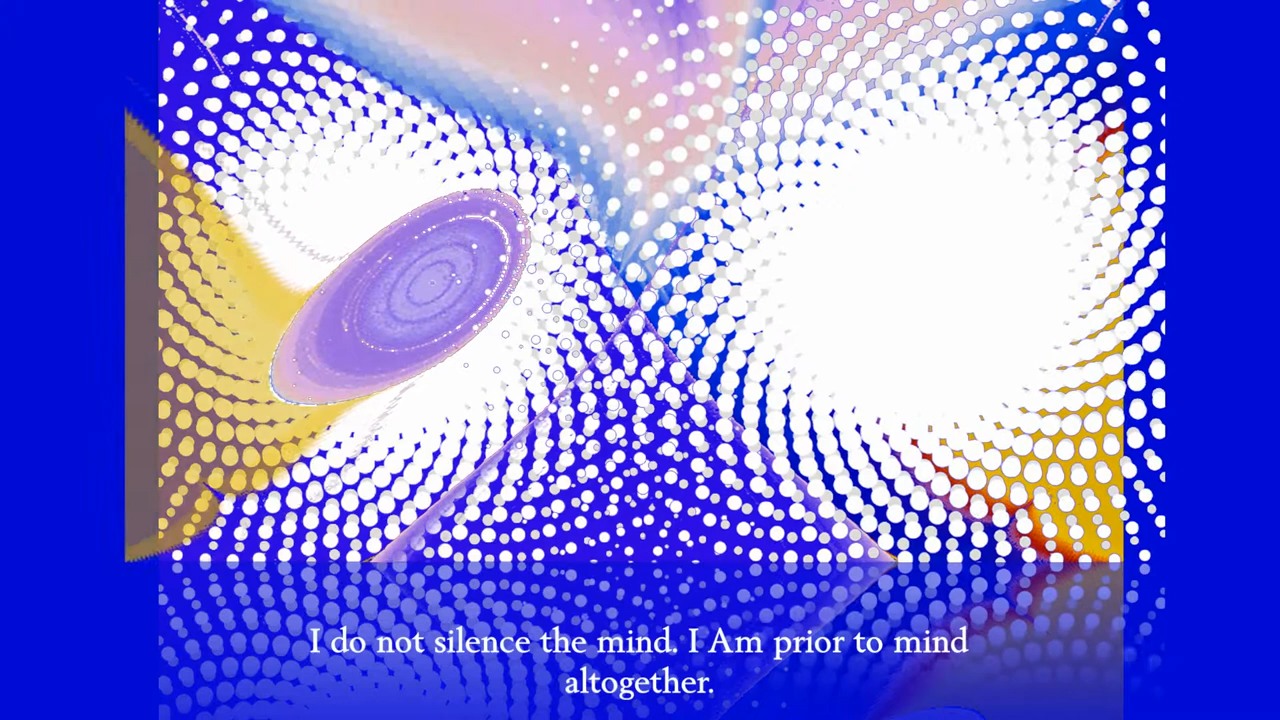 I do not silence the mind. I Am prior to mind
altogether.